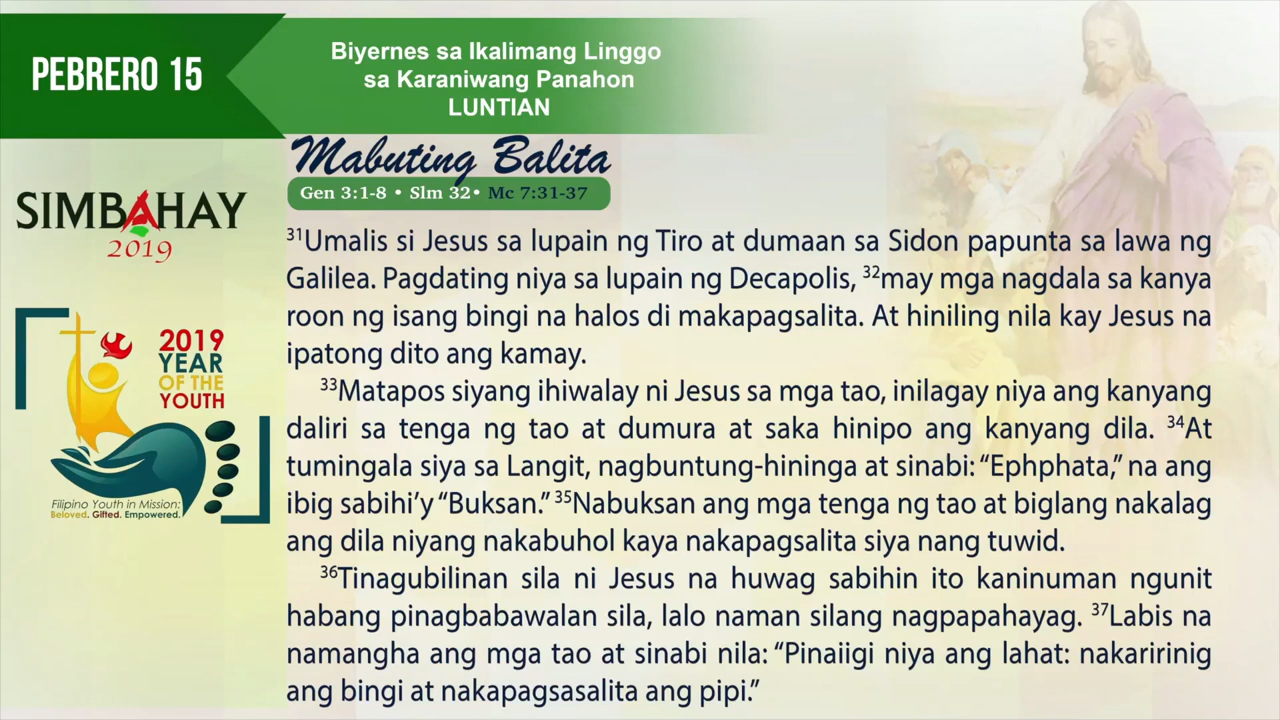 PEBRERO 15
Biyernes sa Ikalimang Linggo
sa Karaniwang Panahon
LUNTIAN
Mabuting Balita
Gen 3:1-8 • Slm 32• Mc 7:31-37
SIMBAHAY
2019
2019
YEAR
OF THE
YOUTH
Filipino Youth in Mission:
Beloved. Gifted. Empowered.
³¹Umalis si Jesus sa lupain ng Tiro at dumaan sa Sidon papunta sa lawa ng
Galilea. Pagdating niya sa lupain ng Decapolis, ³²may mga nagdala sa kanya
roon ng isang bingi na halos di makapagsalita. At hiniling nila kay Jesus na
ipatong dito ang kamay.
³³Matapos siyang ihiwalay ni Jesus sa mga tao, inilagay niya ang kanyang
daliri sa tenga ng tao at dumura at saka hinipo ang kanyang dila. ³⁴At
tumingala siya sa Langit, nagbuntung-hininga at sinabi: “Ephphata,” na ang
ibig sabihi’y “Buksan.” ³⁵Nabuksan ang mga tenga ng tao at biglang nakalag
ang dila niyang nakabuhol kaya nakapagsalita siya nang tuwid.
³⁶Tinagubilinan sila ni Jesus na huwag sabihin ito kaninuman ngunit
habang pinagbabawalan sila, lalo naman silang nagpapahayag. ³⁷Labis na
namangha ang mga tao at sinabi nila: “Pinaiigi niya ang lahat: nakaririnig
ang bingi at nakapagsasalita ang pipi.”